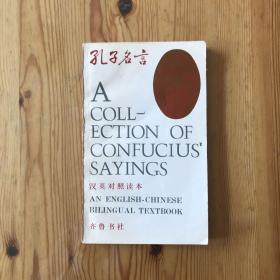 孔子名言
A
COLL-
ECTION OF
CONFUCIUS'
SAYINGS
汉英对照读本
AN ENGLISH-CHINESE
BILINGUAL TEXTBOOK
齐鲁书社